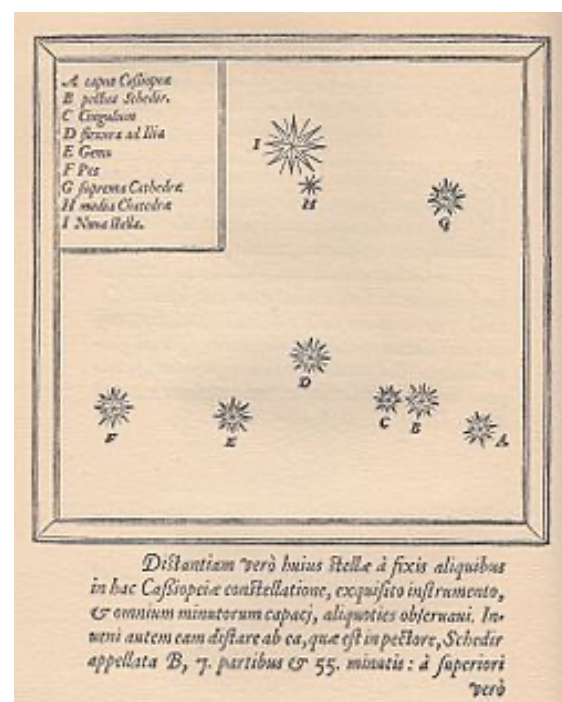 A caput Cassiopeæ
B pectus Schedir.
C Cingulum
D flexura ad Ilia
E Genu
F Pes
G suprema Cathedræ
H media Chatedræ
I Noua stella.
I
H
G
D
F
E
C
B
A
Distantiam verò huius stellæ à fixis aliquibus
in hac Cassiopeiæ constellatione, exquisito instrumento,
& omnium minutorum capacj, aliquoties obseruaui. In-
ueni autem eam distare ab ea, quæ est in pectore, Schedir
appellata B, 7. partibus & 55. minutis : à superiori
verò